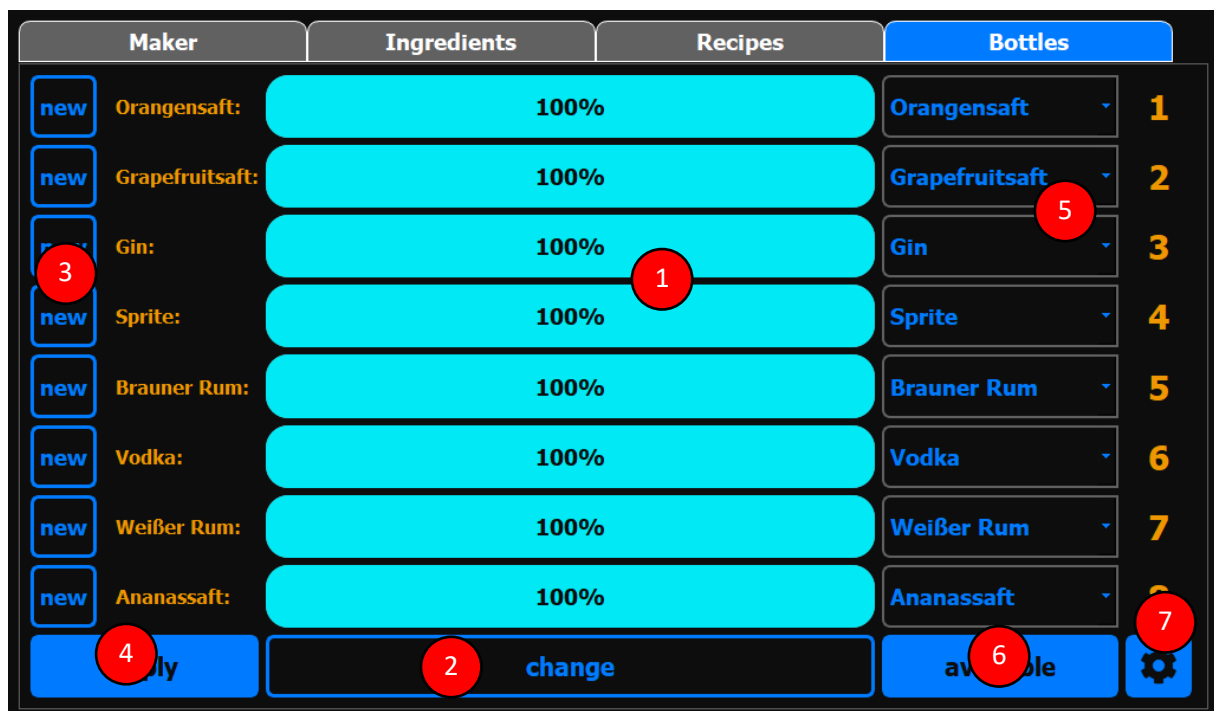 Maker Ingredients Recipes Bottles
new Orangensaft: 100% Orangensaft 1
new Grapefruitsaft: 100% Grapefruitsaft 2
5
Gin: 100% Gin 3
3 1
new Sprite: 100% Sprite 4
new Brauner Rum: 100% Brauner Rum 5
new Vodka: 100% Vodka 6
new Weißer Rum: 100% Weißer Rum 7
new Ananassaft: 100% Ananassaft
7
4 2 change 6